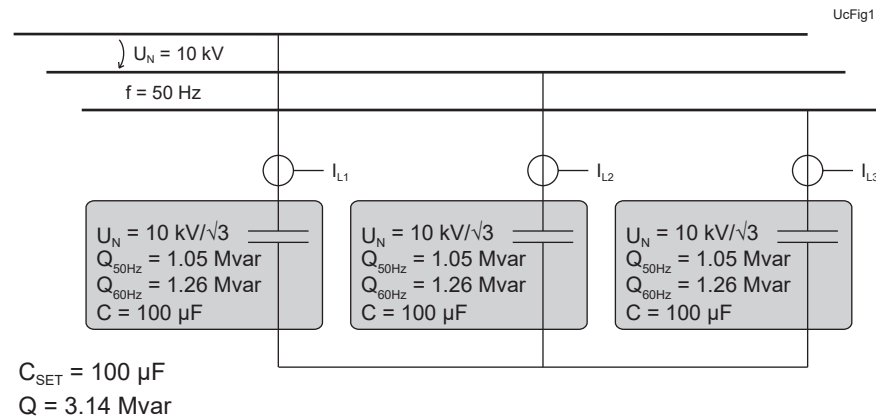 UcFig1
U_N = 10 kV
f = 50 Hz
I_L1
I_L2
I_L3
U_N = 10 kV/√3
Q_50Hz = 1.05 Mvar
Q_60Hz = 1.26 Mvar
C = 100 µF
U_N = 10 kV/√3
Q_50Hz = 1.05 Mvar
Q_60Hz = 1.26 Mvar
C = 100 µF
U_N = 10 kV/√3
Q_50Hz = 1.05 Mvar
Q_60Hz = 1.26 Mvar
C = 100 µF
C_SET = 100 µF
Q = 3.14 Mvar